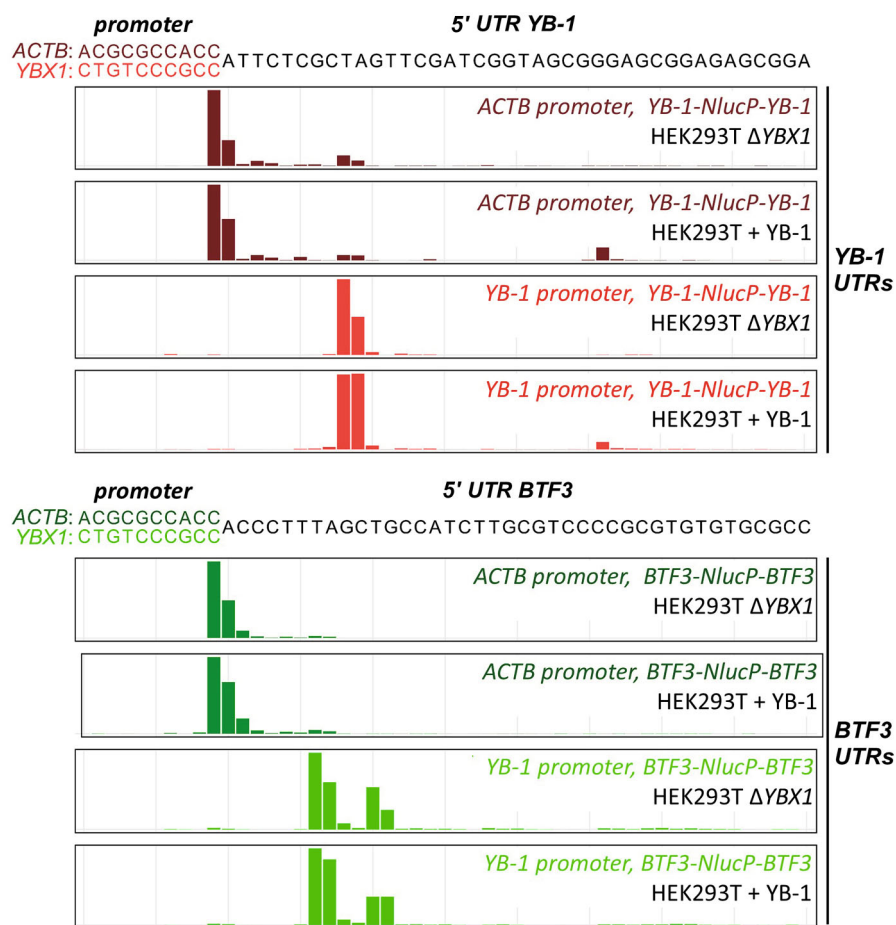 promoter 5' UTR YB-1
ACTB: ACGCGCCACC
YBX1: CTGTCCCGCC
ATTCTCGCTAGTTCGATCGGTAGCGGGAGCGGAGAGCGGA
ACTB promoter, YB-1-NlucP-YB-1
HEK293T ΔYBX1
ACTB promoter, YB-1-NlucP-YB-1
HEK293T + YB-1
YB-1 promoter, YB-1-NlucP-YB-1
HEK293T ΔYBX1
YB-1 promoter, YB-1-NlucP-YB-1
HEK293T + YB-1
YB-1
UTRs
promoter 5' UTR BTF3
ACTB: ACGCGCCACC
YBX1: CTGTCCCGCC
ACCCTTTAGCTGCCATCTTGCGTCCCCGCGTGTGTGCGCC
ACTB promoter, BTF3-NlucP-BTF3
HEK293T ΔYBX1
ACTB promoter, BTF3-NlucP-BTF3
HEK293T + YB-1
YB-1 promoter, BTF3-NlucP-BTF3
HEK293T ΔYBX1
YB-1 promoter, BTF3-NlucP-BTF3
HEK293T + YB-1
BTF3
UTRs